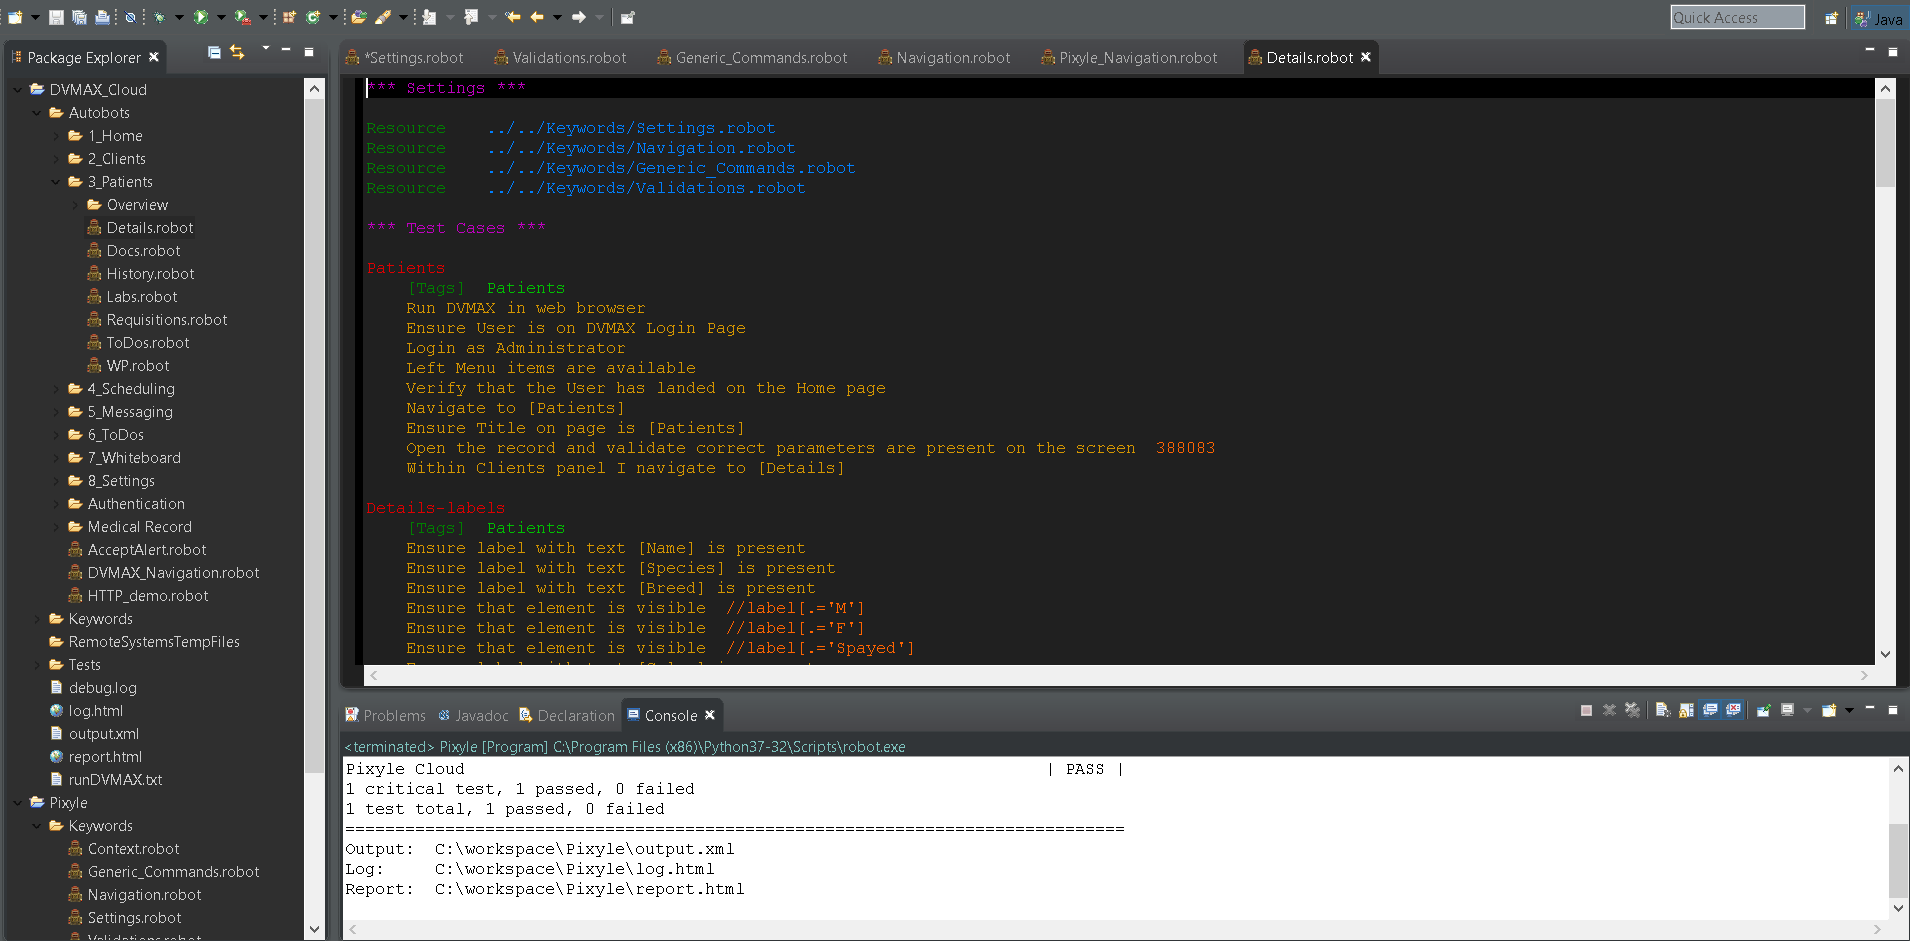 Quick Access
Java
Package Explorer
*Settings.robot
Validations.robot
Generic_Commands.robot
Navigation.robot
Pixyle_Navigation.robot
Details.robot
DVMAX_Cloud
Autobots
1_Home
2_Clients
3_Patients
Overview
Details.robot
Docs.robot
History.robot
Labs.robot
Requisitions.robot
ToDos.robot
WP.robot
4_Scheduling
5_Messaging
6_ToDos
7_Whiteboard
8_Settings
Authentication
Medical Record
AcceptAlert.robot
DVMAX_Navigation.robot
HTTP_demo.robot
Keywords
RemoteSystemsTempFiles
Tests
debug.log
log.html
output.xml
report.html
runDVMAX.txt
Pixyle
Keywords
Context.robot
Generic_Commands.robot
Navigation.robot
Settings.robot
Validations.robot
*** Settings ***
Resource    ../../Keywords/Settings.robot
Resource    ../../Keywords/Navigation.robot
Resource    ../../Keywords/Generic_Commands.robot
Resource    ../../Keywords/Validations.robot
*** Test Cases ***
Patients
[Tags]  Patients
Run DVMAX in web browser
Ensure User is on DVMAX Login Page
Login as Administrator
Left Menu items are available
Verify that the User has landed on the Home page
Navigate to [Patients]
Ensure Title on page is [Patients]
Open the record and validate correct parameters are present on the screen  388083
Within Clients panel I navigate to [Details]
Details-labels
[Tags]  Patients
Ensure label with text [Name] is present
Ensure label with text [Species] is present
Ensure label with text [Breed] is present
Ensure that element is visible  //label[.='M']
Ensure that element is visible  //label[.='F']
Ensure that element is visible  //label[.='Spayed']
Problems
Javadoc
Declaration
Console
<terminated> Pixyle [Program] C:\Program Files (x86)\Python37-32\Scripts\robot.exe
Pixyle Cloud | PASS |
1 critical test, 1 passed, 0 failed
1 test total, 1 passed, 0 failed
==============================================================================
Output:  C:\workspace\Pixyle\output.xml
Log:     C:\workspace\Pixyle\log.html
Report:  C:\workspace\Pixyle\report.html